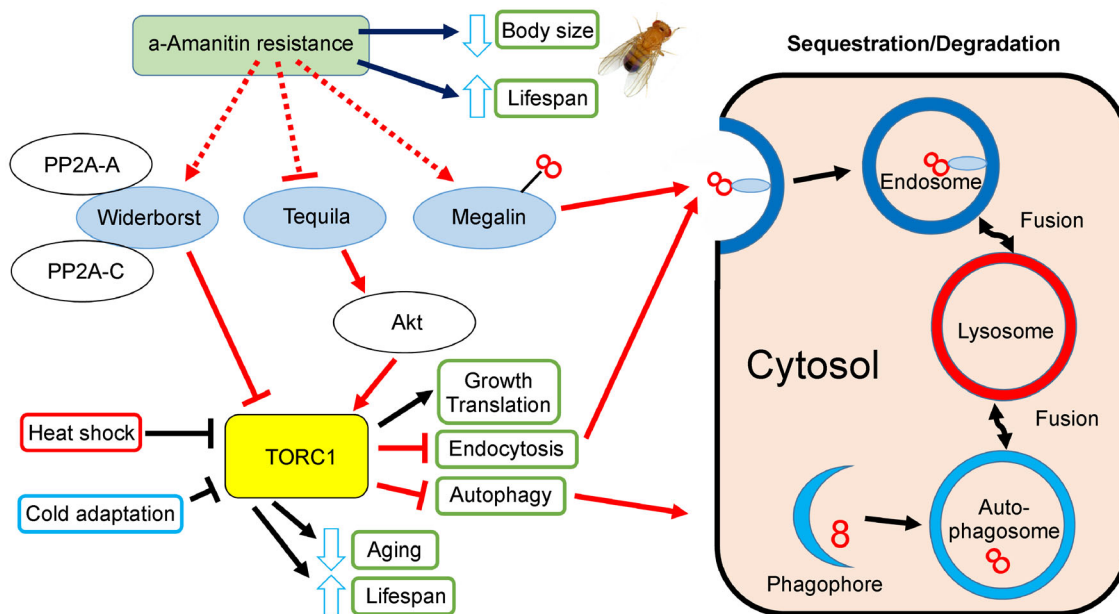 a-Amanitin resistance
Body size
Lifespan
Sequestration/Degradation
PP2A-A
Widerborst
PP2A-C
Tequila
Megalin
Akt
Heat shock
Cold adaptation
TORC1
Growth
Translation
Endocytosis
Autophagy
Aging
Lifespan
Endosome
Fusion
Lysosome
Cytosol
Fusion
Phagophore
Auto-
phagosome